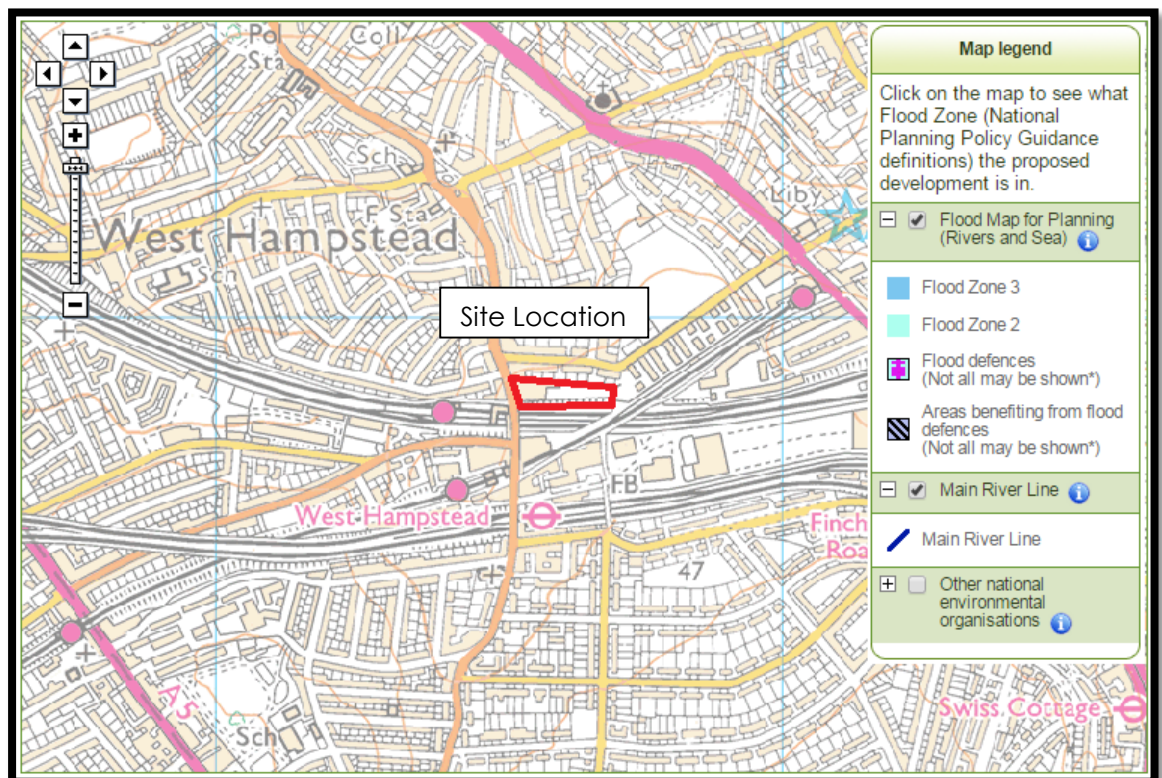 Pol
Sta
Coll
Sch
Liby
F Sta
West Hampstead
Sch
Site Location
FB
West Hampstead
Finch
Roa
47
A5
Sch
Swiss Cottage
Map legend
Click on the map to see what
Flood Zone (National
Planning Policy Guidance
definitions) the proposed
development is in.
Flood Map for Planning
(Rivers and Sea)
Flood Zone 3
Flood Zone 2
Flood defences
(Not all may be shown*)
Areas benefiting from flood
defences
(Not all may be shown*)
Main River Line
Main River Line
Other national
environmental
organisations